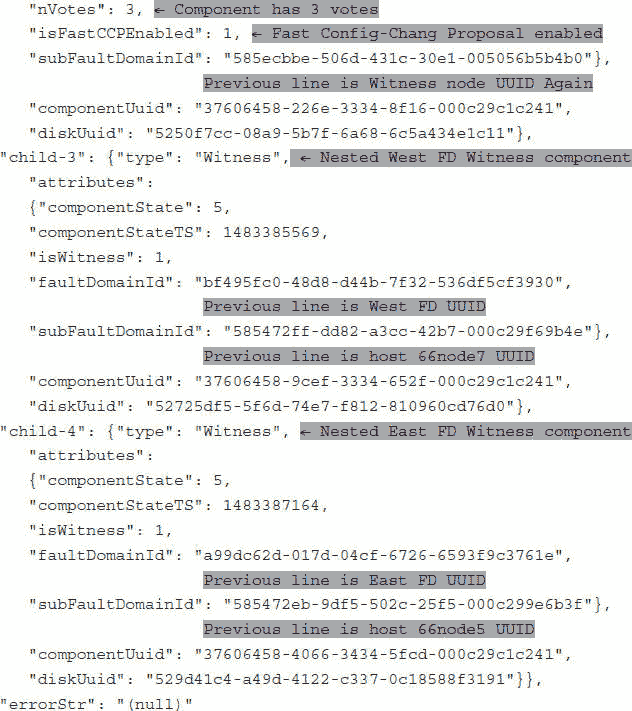 "nVotes": 3, ← Component has 3 votes
"isFastCCPEnabled": 1, ← Fast Config-Chang Proposal enabled
"subFaultDomainId": "585ecbbe-506d-431c-30e1-005056b5b4b0"},
Previous line is Witness node UUID Again
"componentUuid": "37606458-226e-3334-8f16-000c29c1c241",
"diskUuid": "5250f7cc-08a9-5b7f-6a68-6c5a434e1c11"},
"child-3": {"type": "Witness", ← Nested West FD Witness component
"attributes":
{"componentState": 5,
"componentStateTS": 1483385569,
"isWitness": 1,
"faultDomainId": "bf495fc0-48d8-d44b-7f32-536df5cf3930",
Previous line is West FD UUID
"subFaultDomainId": "585472ff-dd82-a3cc-42b7-000c29f69b4e"},
Previous line is host 66node7 UUID
"componentUuid": "37606458-9cef-3334-652f-000c29c1c241",
"diskUuid": "52725df5-5f6d-74e7-f812-810960cd76d0"},
"child-4": {"type": "Witness", ← Nested East FD Witness component
"attributes":
{"componentState": 5,
"componentStateTS": 1483387164,
"isWitness": 1,
"faultDomainId": "a99dc62d-017d-04cf-6726-6593f9c3761e",
Previous line is East FD UUID
"subFaultDomainId": "585472eb-9df5-502c-25f5-000c299e6b3f"},
Previous line is host 66node5 UUID
"componentUuid": "37606458-4066-3434-5fcd-000c29c1c241",
"diskUuid": "529d41c4-a49d-4122-c337-0c18588f3191"}},
"errorStr": "(null)"